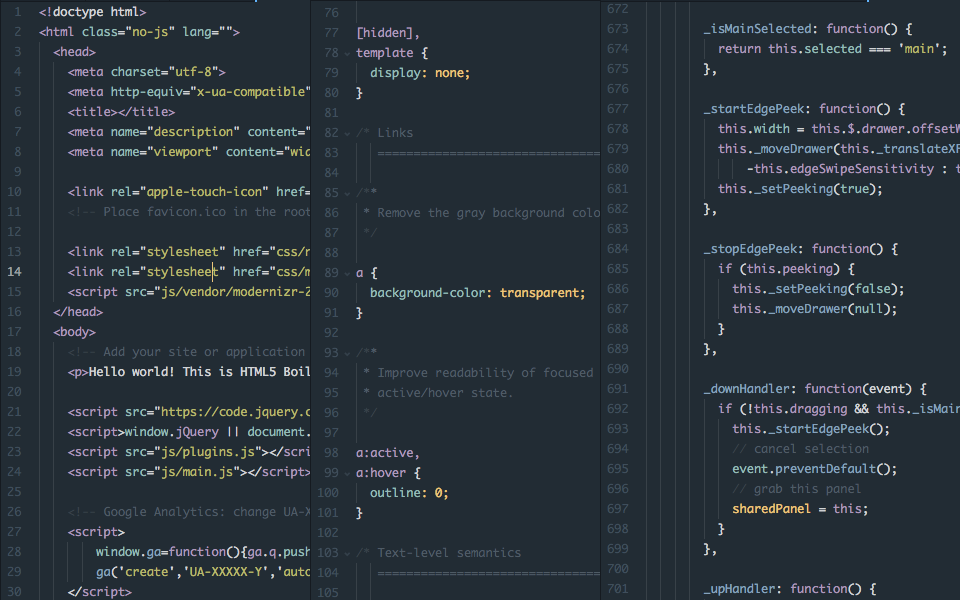 1 <!doctype html>
2 <html class="no-js" lang="">
3 <head>
4 <meta charset="utf-8">
5 <meta http-equiv="x-ua-compatible"
6 <title></title>
7 <meta name="description" content="
8 <meta name="viewport" content="wid
9
10 <link rel="apple-touch-icon" href=
11 <!-- Place favicon.ico in the root
12
13 <link rel="stylesheet" href="css/
14 <link rel="stylesheet" href="css/
15 <script src="js/vendor/modernizr-2
16 </head>
17 <body>
18 <!-- Add your site or application
19 <p>Hello world! This is HTML5 Boil
20
21 <script src="https://code.jquery.c
22 <script>window.jQuery || document.
23 <script src="js/plugins.js"></scri
24 <script src="js/main.js"></script>
25
26 <!-- Google Analytics: change UA-X
27 <script>
28 window.ga=function(){ga.q.push
29 ga('create','UA-XXXXX-Y','auto
30 </script>
76
77 [hidden],
78 template {
79 display: none;
80 }
81
82 /* Links
83 =============================
84
85 /**
86 * Remove the gray background colo
87 */
88
89 a {
90 background-color: transparent;
91 }
92
93 /**
94 * Improve readability of focused
95 * active/hover state.
96 */
97
98 a:active,
99 a:hover {
100 outline: 0;
101 }
102
103 /* Text-level semantics
104 =============================
105
672
673 _isMainSelected: function() {
674 return this.selected === 'main';
675 },
676
677 _startEdgePeek: function() {
678 this.width = this.$.drawer.offsetW
679 this._moveDrawer(this._translateXF
680 -this.edgeSwipeSensitivity : t
681 this._setPeeking(true);
682 },
683
684 _stopEdgePeek: function() {
685 if (this.peeking) {
686 this._setPeeking(false);
687 this._moveDrawer(null);
688 }
689 },
690
691 _downHandler: function(event) {
692 if (!this.dragging && this._isMain
693 this._startEdgePeek();
694 // cancel selection
695 event.preventDefault();
696 // grab this panel
697 sharedPanel = this;
698 }
699 },
700
701 _upHandler: function() {